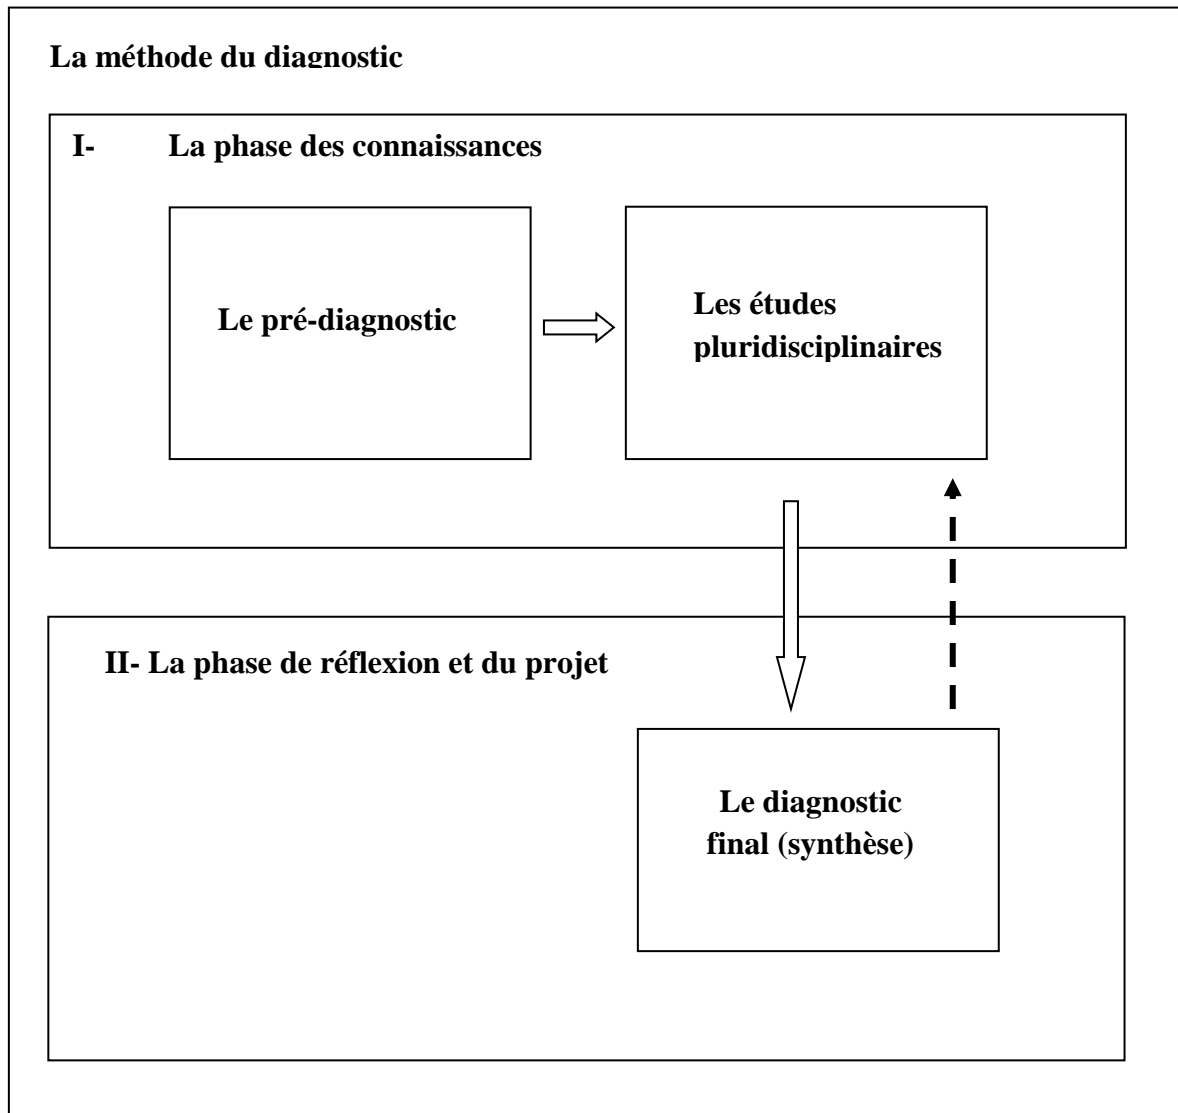 La méthode du diagnostic
I- La phase des connaissances
Le pré-diagnostic
Les études
pluridisciplinaires
II- La phase de réflexion et du projet
Le diagnostic
final (synthèse)